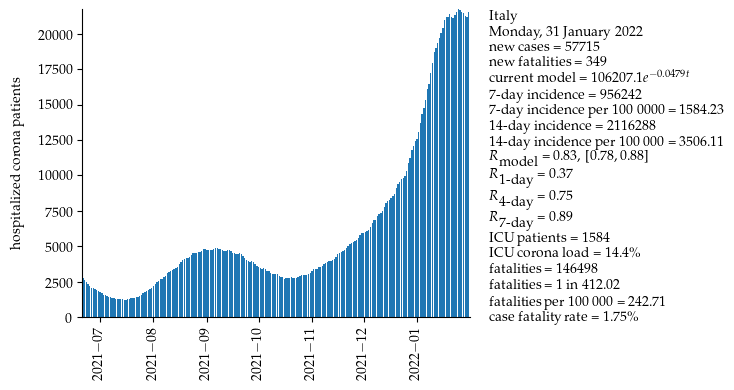 hospitalized corona patients
20000
17500
15000
12500
10000
7500
5000
2500
0
2021−07
2021−08
2021−09
2021−10
2021−11
2021−12
2022−01
Italy
Monday, 31 January 2022
new cases = 57715
new fatalities = 349
current model = 106207.1e^−0.0479t
7-day incidence = 956242
7-day incidence per 100 0000 = 1584.23
14-day incidence = 2116288
14-day incidence per 100 000 = 3506.11
R_model = 0.83, [0.78, 0.88]
R_1-day = 0.37
R_4-day = 0.75
R_7-day = 0.89
ICU patients = 1584
ICU corona load = 14.4%
fatalities = 146498
fatalities = 1 in 412.02
fatalities per 100 000 = 242.71
case fatality rate = 1.75%